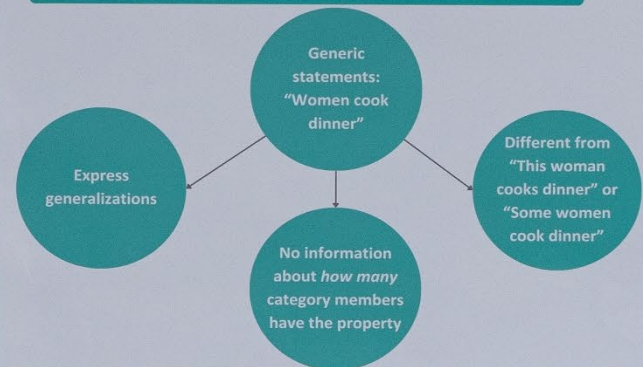 Generic
statements:
“Women cook
dinner”
Express
generalizations
No information
about how many
category members
have the property
Different from
“This woman
cooks dinner” or
“Some women
cook dinner”